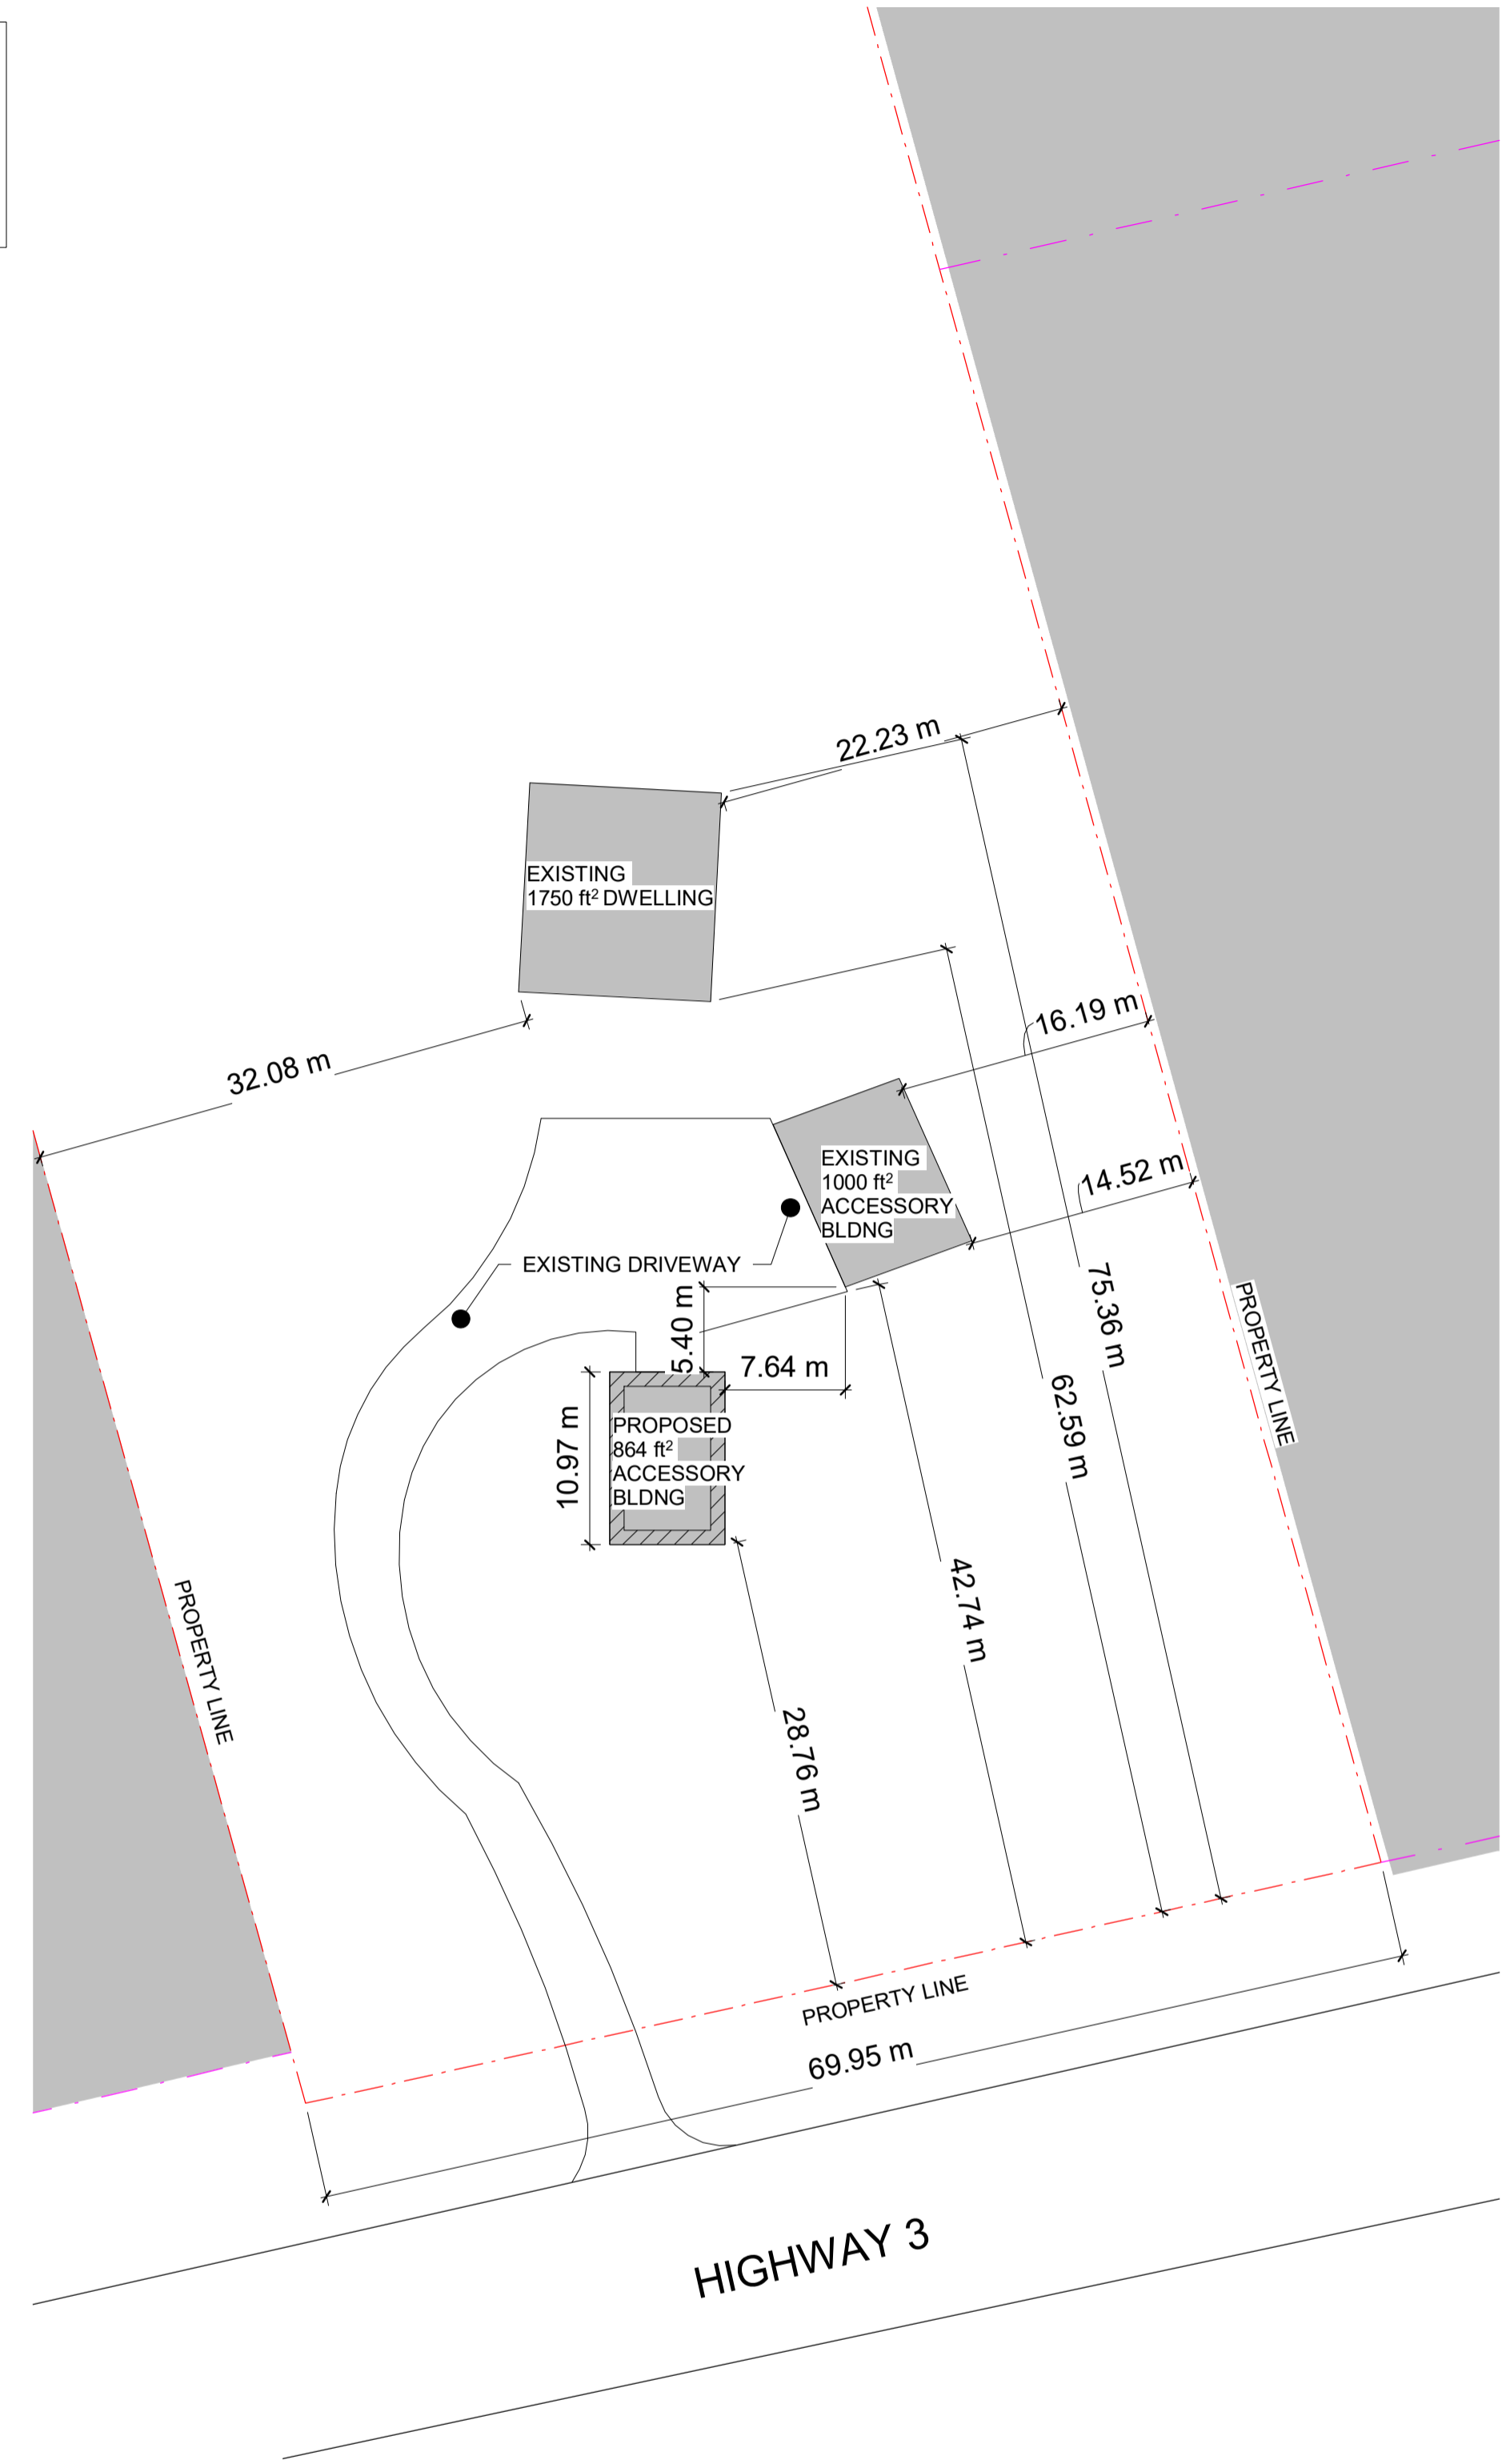 22.23 m
EXISTING
1750 ft² DWELLING
16.19 m
32.08 m
EXISTING
1000 ft²
ACCESSORY
BLDNG
14.52 m
EXISTING DRIVEWAY
5.40 m
7.64 m
75.36 m
PROPERTY LINE
62.59 m
10.97 m
PROPOSED
864 ft²
ACCESSORY
BLDNG
42.74 m
PROPERTY LINE
28.76 m
PROPERTY LINE
69.95 m
HIGHWAY 3